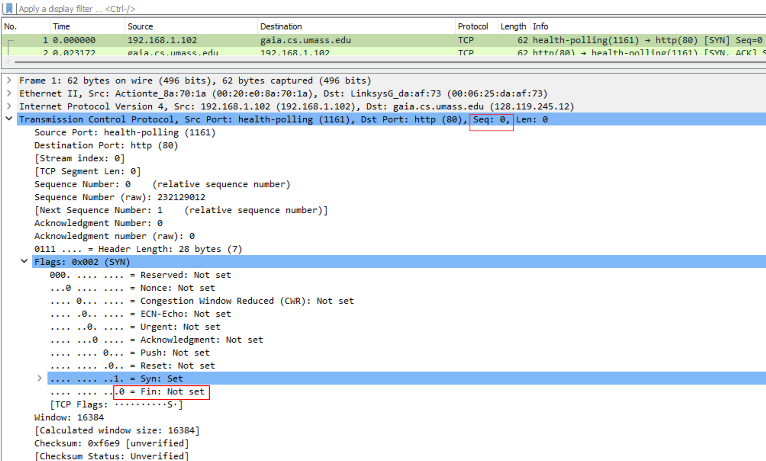 Apply a display filter ... <Ctrl-/>
No. Time Source Destination Protocol Length Info
1 0.000000 192.168.1.102 gaia.cs.umass.edu TCP 62 health-polling(1161) → http(80) [SYN] Seq=0
2 0.023172 gaia.cs.umass.edu 192.168.1.102 TCP 62 http(80) → health-polling(1161) [SYN, ACK] S
Frame 1: 62 bytes on wire (496 bits), 62 bytes captured (496 bits)
Ethernet II, Src: Actionte_8a:70:1a (00:20:e0:8a:70:1a), Dst: LinksysG_da:af:73 (00:06:25:da:af:73)
Internet Protocol Version 4, Src: 192.168.1.102 (192.168.1.102), Dst: gaia.cs.umass.edu (128.119.245.12)
Transmission Control Protocol, Src Port: health-polling (1161), Dst Port: http (80), Seq: 0, Len: 0
Source Port: health-polling (1161)
Destination Port: http (80)
[Stream index: 0]
[TCP Segment Len: 0]
Sequence Number: 0 (relative sequence number)
Sequence Number (raw): 232129012
[Next Sequence Number: 1 (relative sequence number)]
Acknowledgment Number: 0
Acknowledgment number (raw): 0
0111 .... = Header Length: 28 bytes (7)
Flags: 0x002 (SYN)
000. .... .... = Reserved: Not set
...0 .... .... = Nonce: Not set
.... 0... .... = Congestion Window Reduced (CWR): Not set
.... .0.. .... = ECN-Echo: Not set
.... ..0. .... = Urgent: Not set
.... ...0 .... = Acknowledgment: Not set
.... .... 0... = Push: Not set
.... .... .0.. = Reset: Not set
.... .... ..1. = Syn: Set
.... .... ...0 = Fin: Not set
[TCP Flags: ··········S·]
Window: 16384
[Calculated window size: 16384]
Checksum: 0xf6e9 [unverified]
[Checksum Status: Unverified]